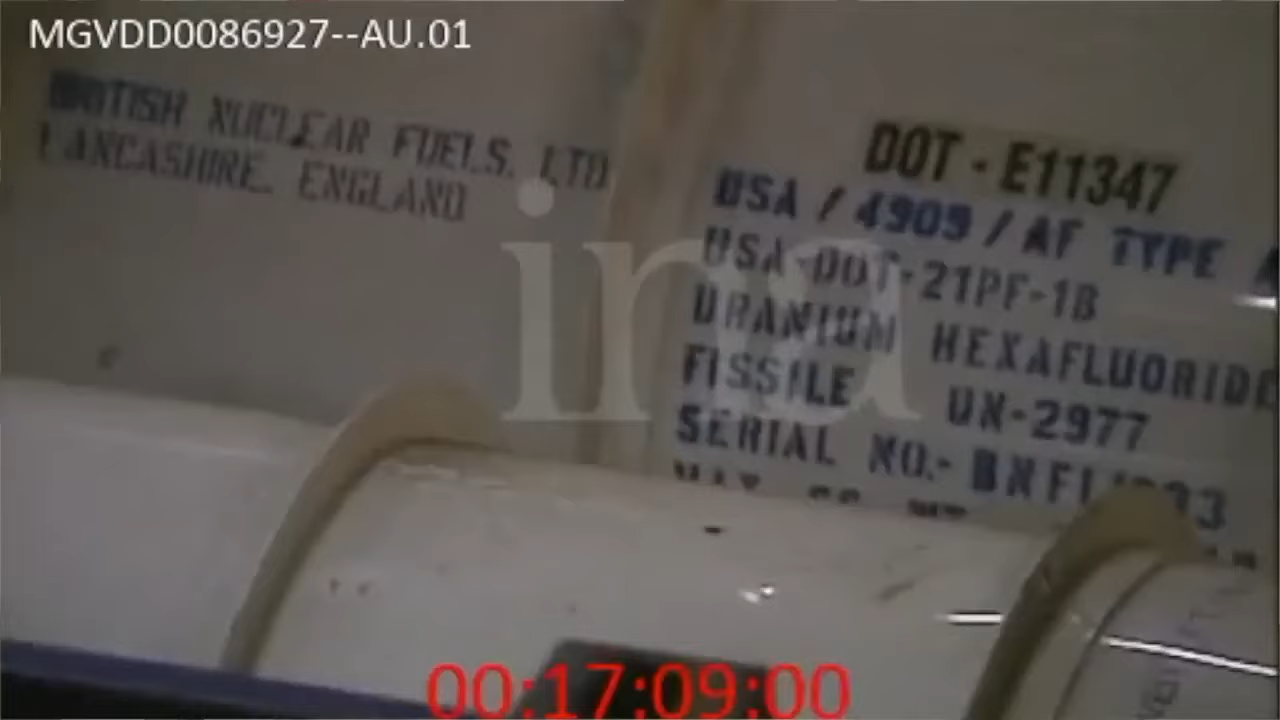 MGVDD0086927--AU.01
BRITISH NUCLEAR FUELS. LTD
LANCASHIRE. ENGLAND
ina
DOT - E11347
USA / 4909 / AF TYPE
USA-DOT-21PF-1B
URANIUM HEXAFLUORIDE
FISSILE UN-2977
SERIAL NO.-
00:17:09:00